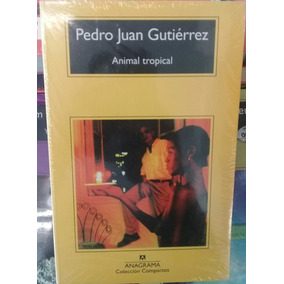 Pedro Juan Gutiérrez
Animal tropical
ANAGRAMA
Colección Compactos